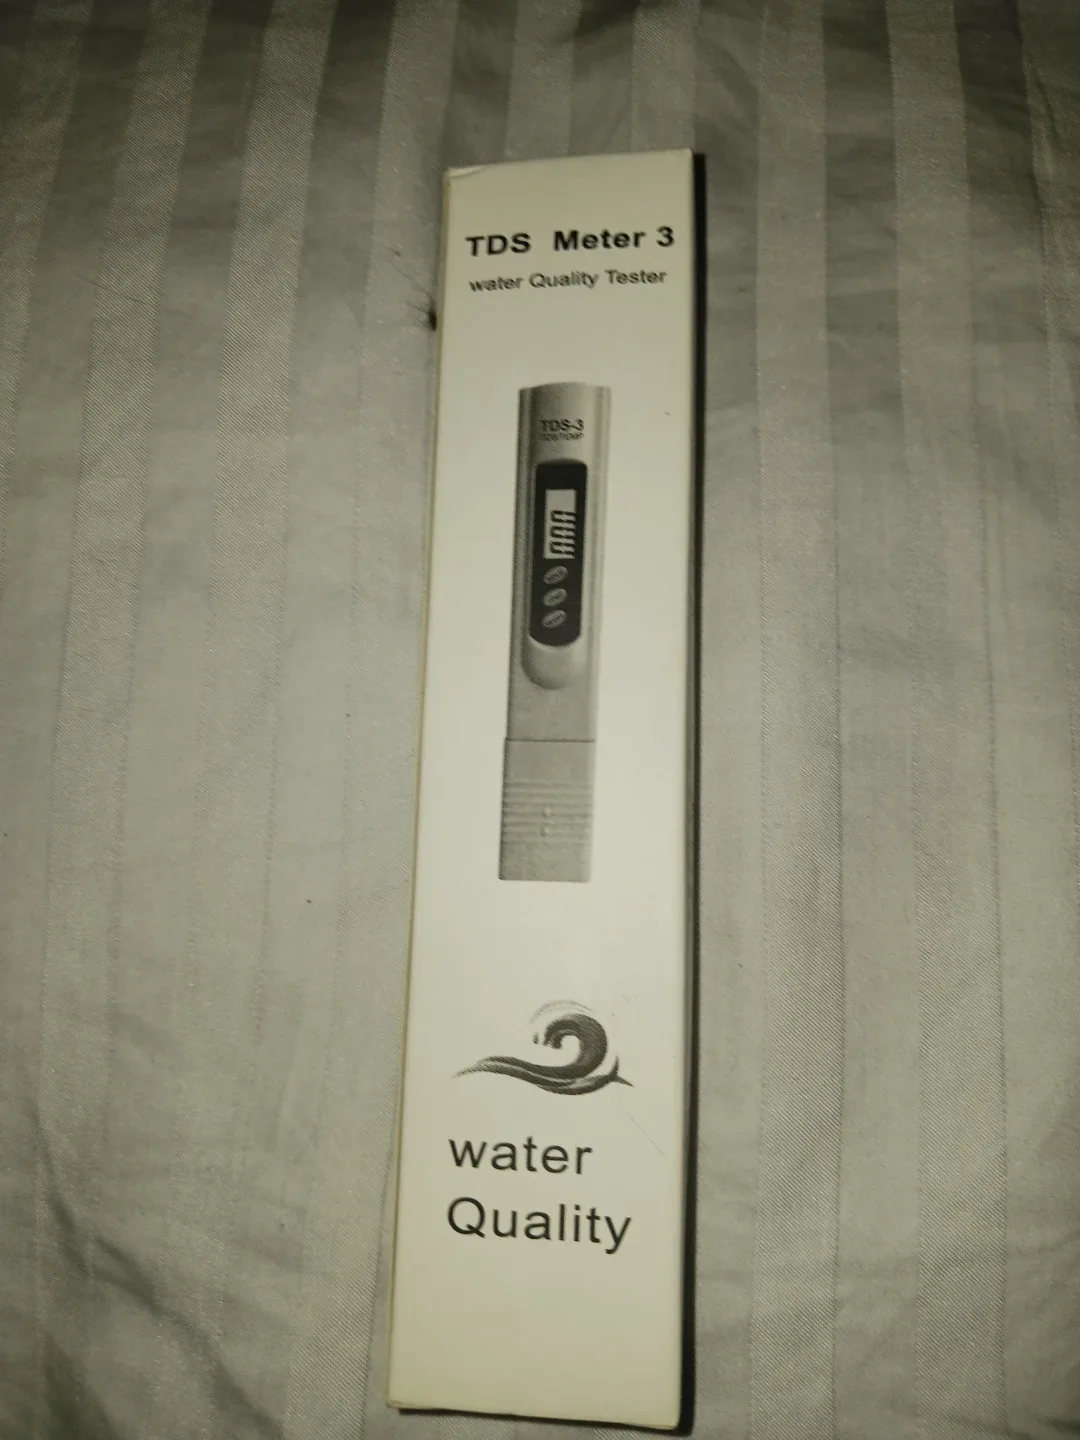 TDS Meter 3
water Quality Tester
TDS-3
water
Quality